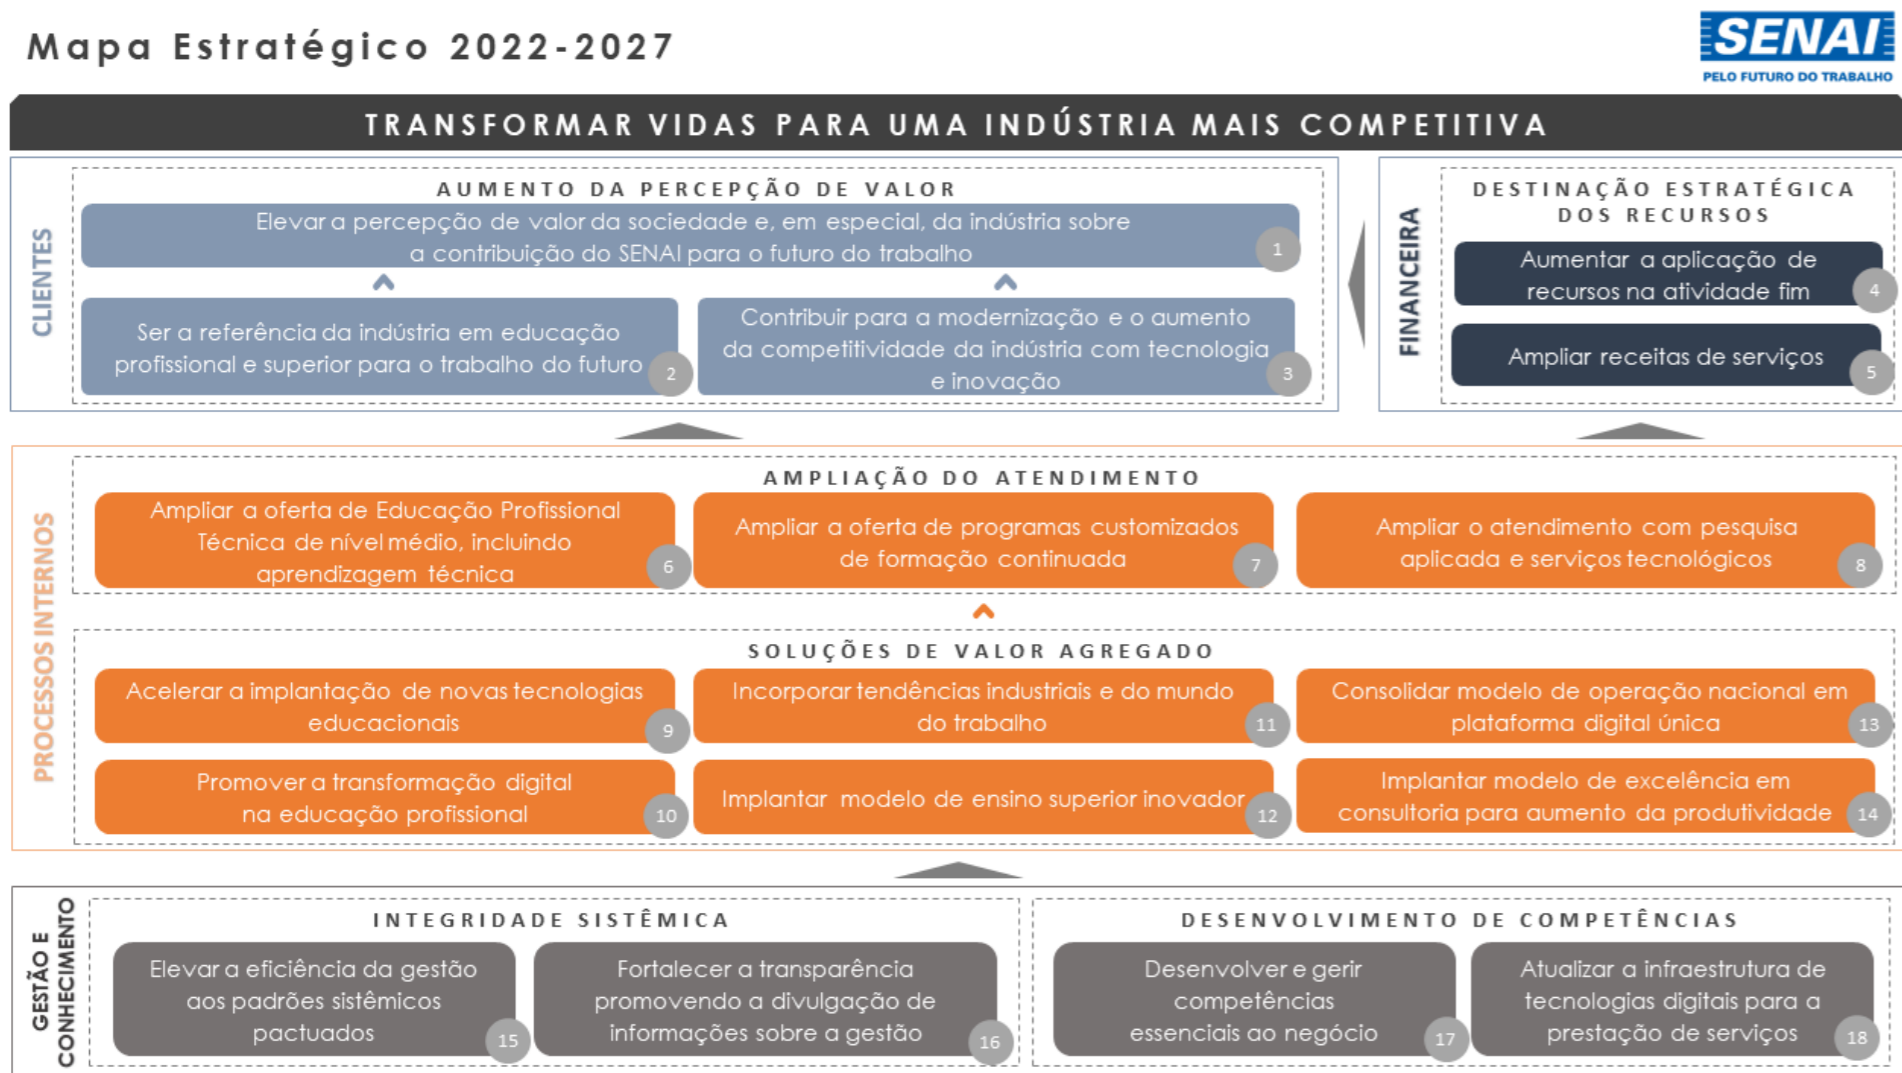 Mapa Estratégico 2022-2027
SENAI
PELO FUTURO DO TRABALHO
TRANSFORMAR VIDAS PARA UMA INDÚSTRIA MAIS COMPETITIVA
CLIENTES
AUMENTO DA PERCEPÇÃO DE VALOR
Elevar a percepção de valor da sociedade e, em especial, da indústria sobre
a contribuição do SENAI para o futuro do trabalho
1
Ser a referência da indústria em educação
profissional e superior para o trabalho do futuro
2
Contribuir para a modernização e o aumento
da competitividade da indústria com tecnologia
e inovação
3
FINANCEIRA
DESTINAÇÃO ESTRATÉGICA
DOS RECURSOS
Aumentar a aplicação de
recursos na atividade fim
4
Ampliar receitas de serviços
5
PROCESSOS INTERNOS
AMPLIAÇÃO DO ATENDIMENTO
Ampliar a oferta de Educação Profissional
Técnica de nível médio, incluindo
aprendizagem técnica
6
Ampliar a oferta de programas customizados
de formação continuada
7
Ampliar o atendimento com pesquisa
aplicada e serviços tecnológicos
8
SOLUÇÕES DE VALOR AGREGADO
Acelerar a implantação de novas tecnologias
educacionais
9
Incorporar tendências industriais e do mundo
do trabalho
11
Consolidar modelo de operação nacional em
plataforma digital única
13
Promover a transformação digital
na educação profissional
10
Implantar modelo de ensino superior inovador
12
Implantar modelo de excelência em
consultoria para aumento da produtividade
14
GESTÃO E
CONHECIMENTO
INTEGRIDADE SISTÊMICA
Elevar a eficiência da gestão
aos padrões sistêmicos
pactuados
15
Fortalecer a transparência
promovendo a divulgação de
informações sobre a gestão
16
DESENVOLVIMENTO DE COMPETÊNCIAS
Desenvolver e gerir
competências
essenciais ao negócio
17
Atualizar a infraestrutura de
tecnologias digitais para a
prestação de serviços
18